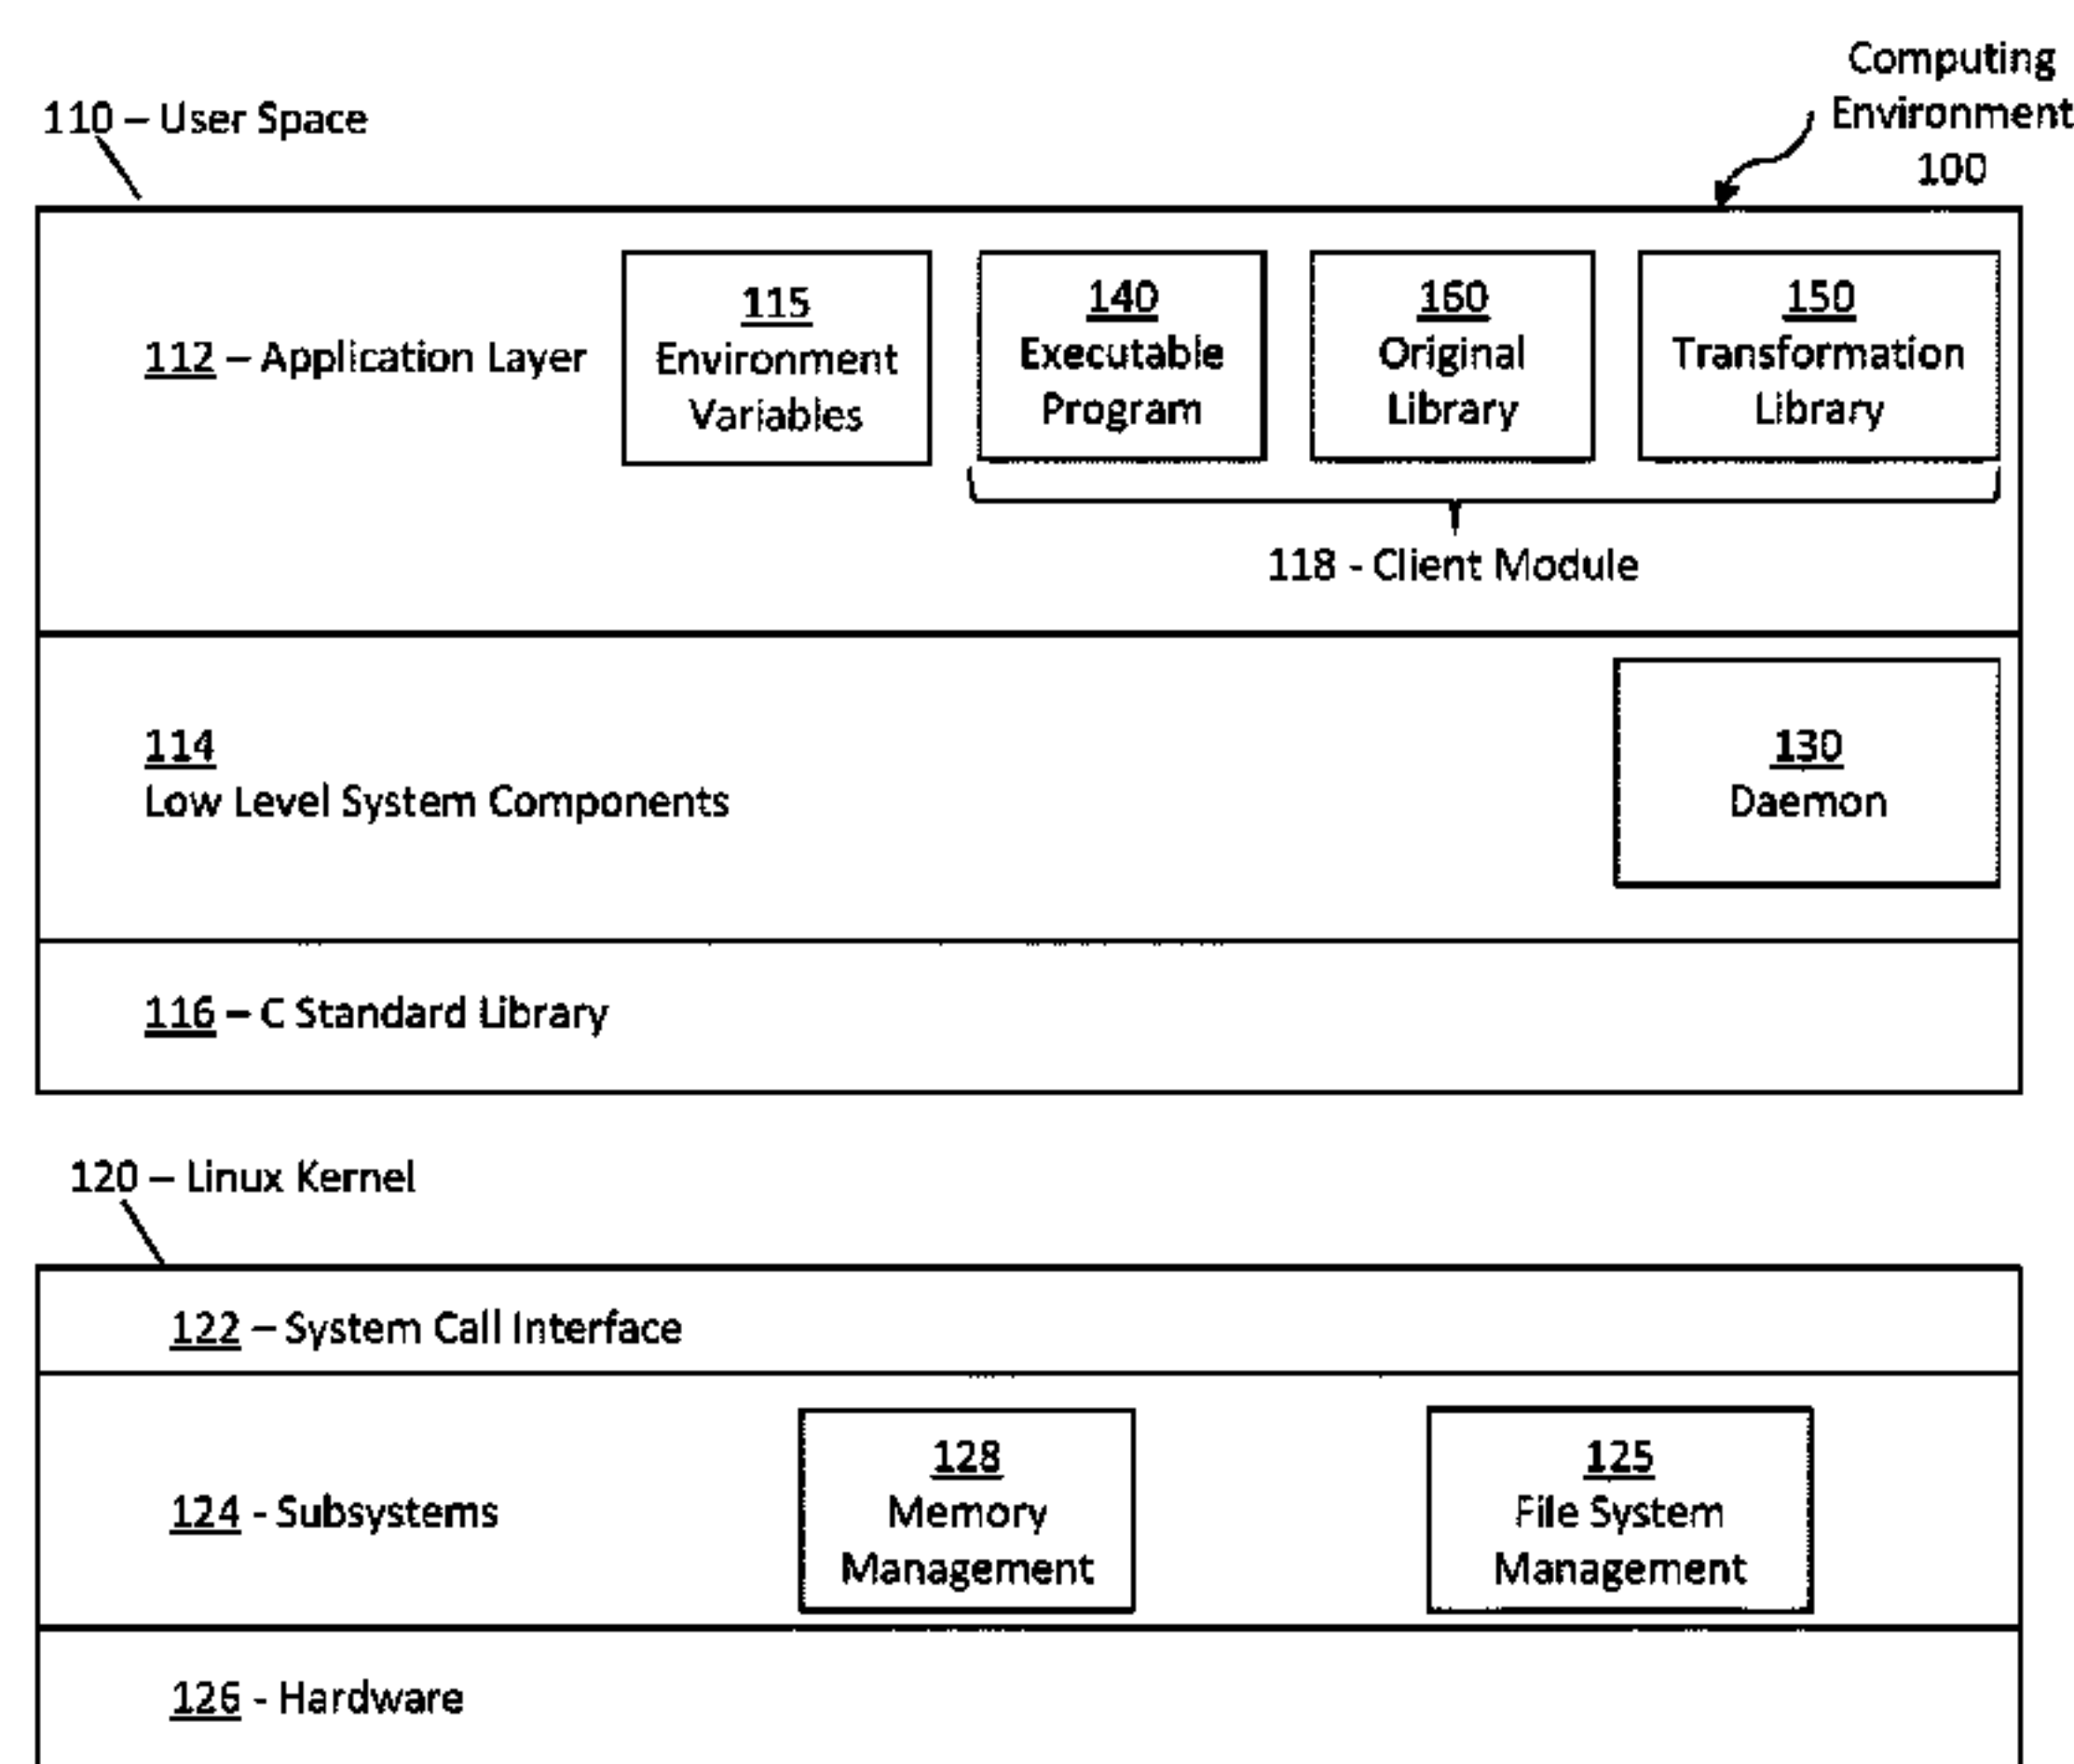 Computing
Environment
100
110 – User Space
112 – Application Layer
115
Environment
Variables
140
Executable
Program
160
Original
Library
150
Transformation
Library
118 - Client Module
114
Low Level System Components
130
Daemon
116 – C Standard Library
120 – Linux Kernel
122 – System Call Interface
124 - Subsystems
128
Memory
Management
125
File System
Management
126 - Hardware